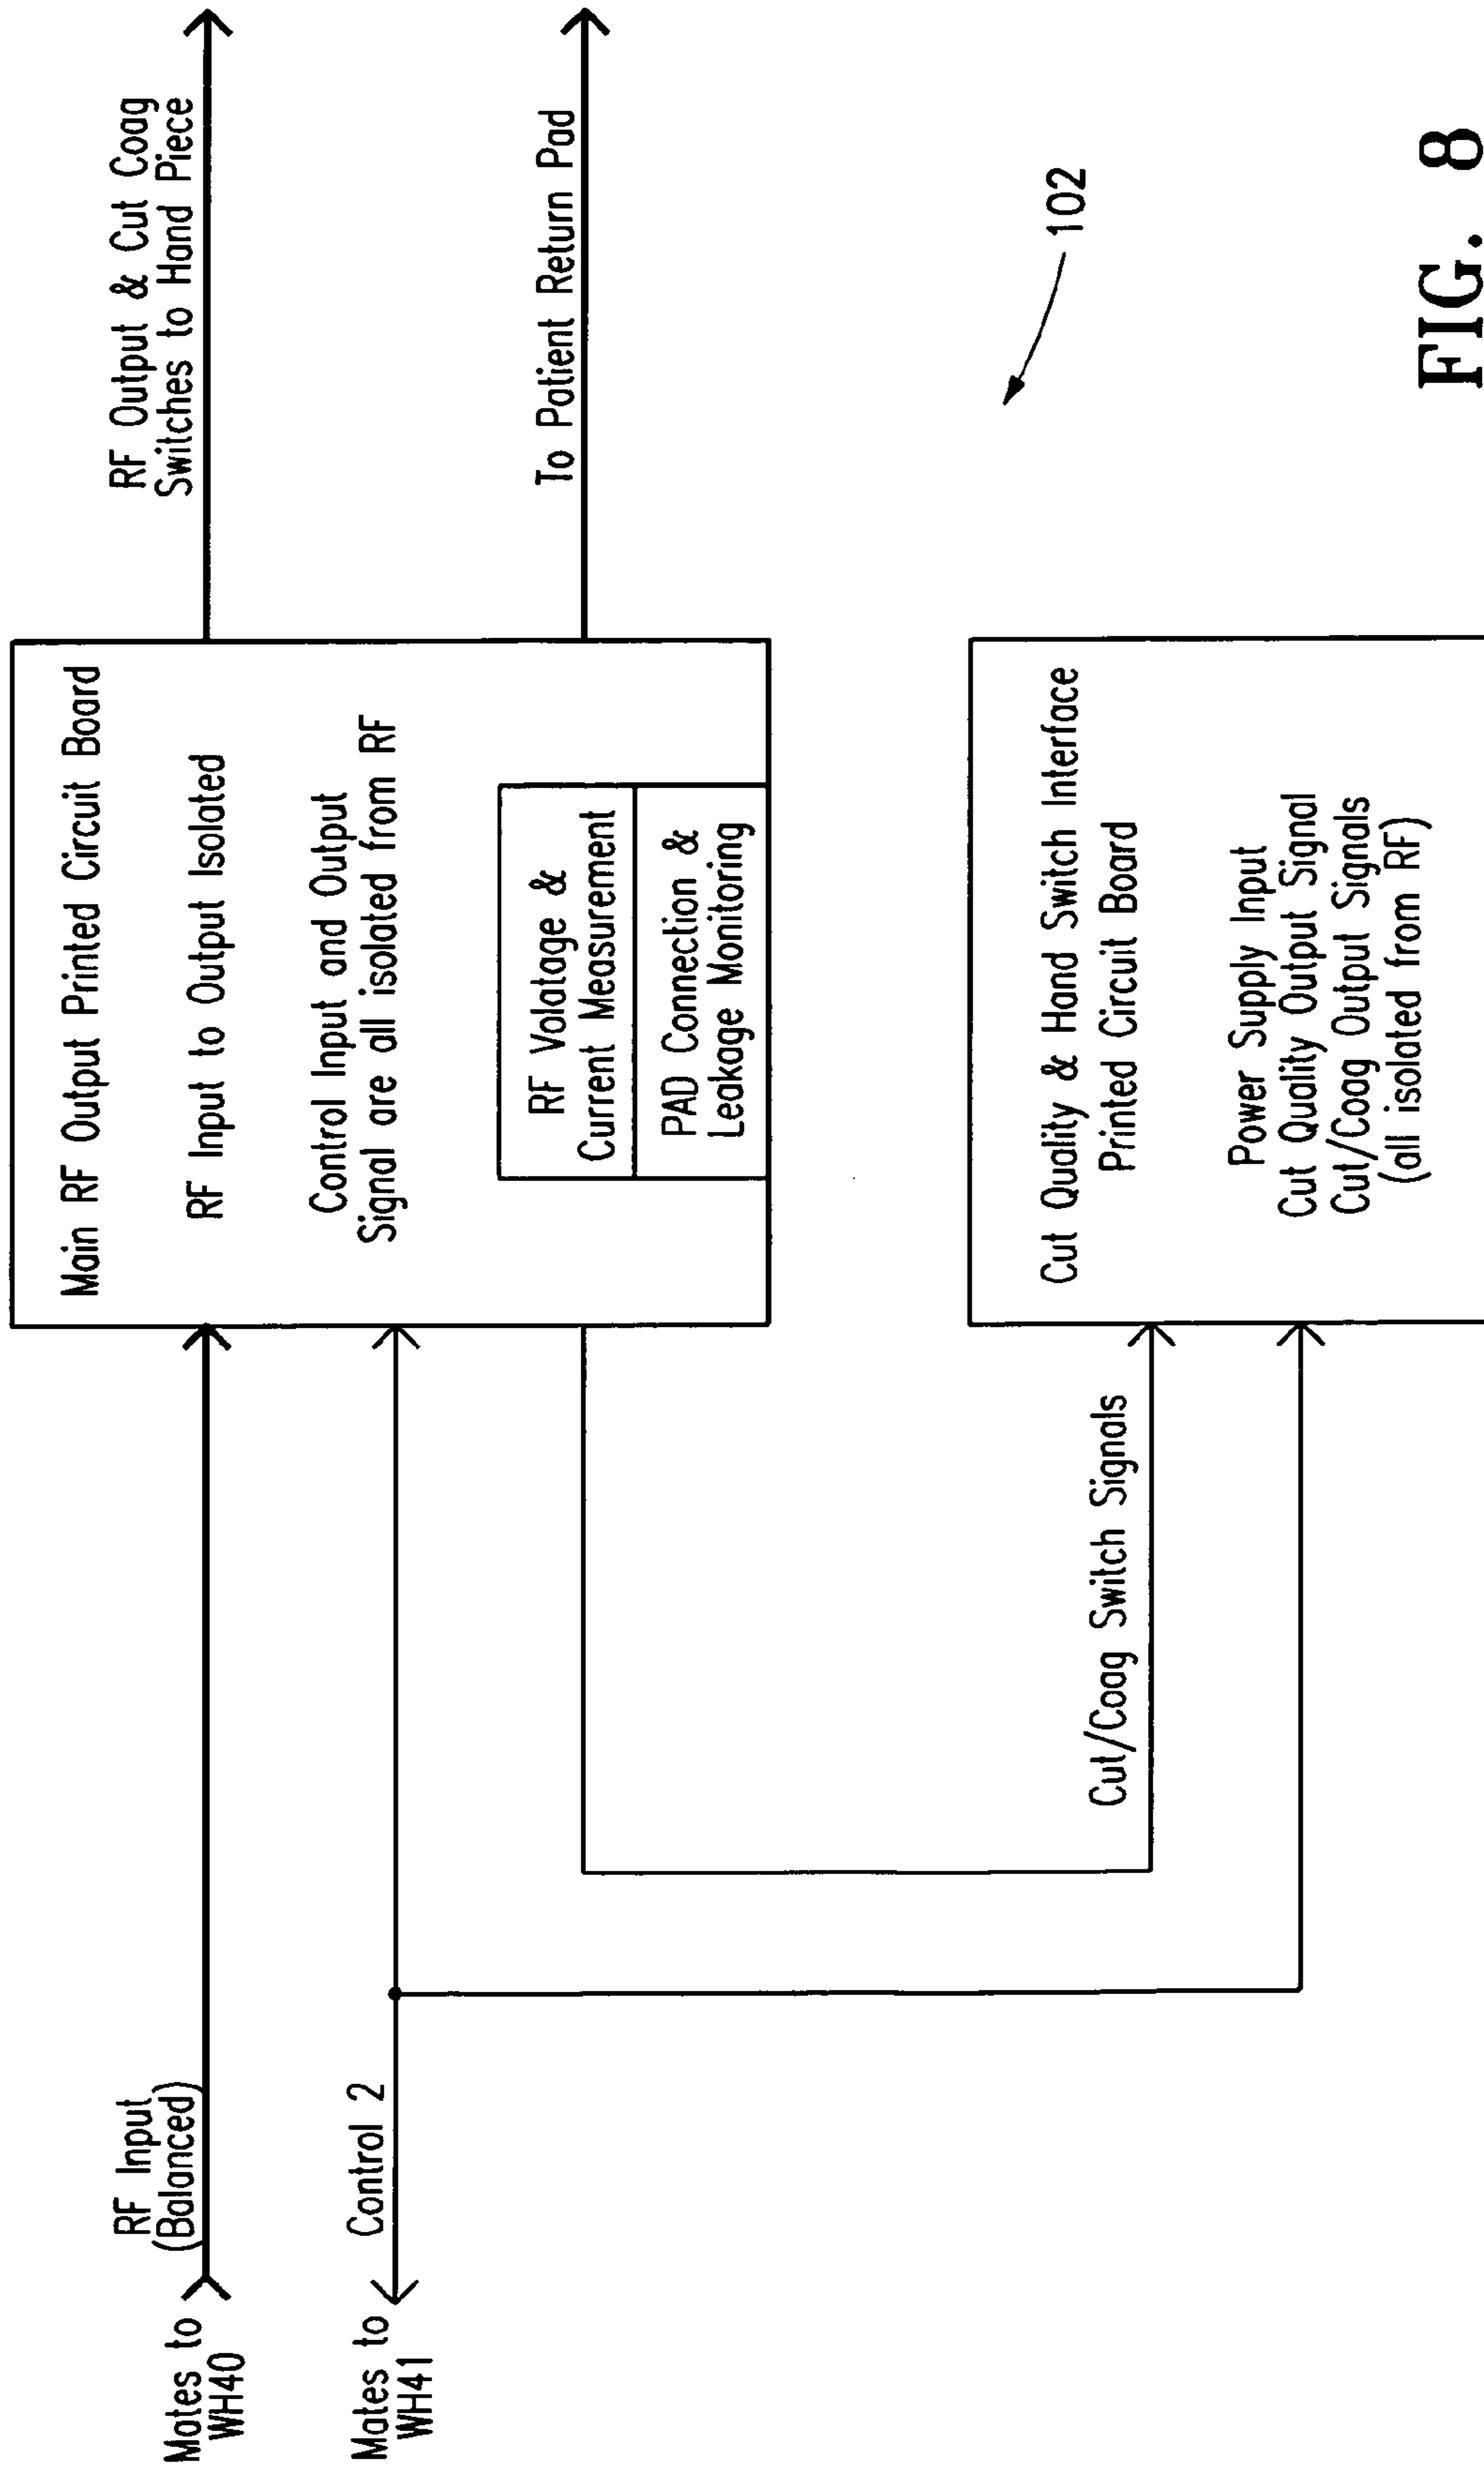 Mates to
WH40
RF Input
(Balanced)
Mates to
WH41
Control 2
Main RF Output Printed Circuit Board
RF Input to Output Isolated
Control Input and Output
Signal are all isolated from RF
RF Volatage &
Current Measurement
PAD Connection &
Leakage Monitoring
RF Output & Cut Coag
Switches to Hand Piece
To Patient Return Pad
Cut/Coag Switch Signals
Cut Quality & Hand Switch Interface
Printed Circuit Board
Power Supply Input
Cut Quality Output Signal
Cut/Coag Output Signals
(all isolated from RF)
102
FIG. 8